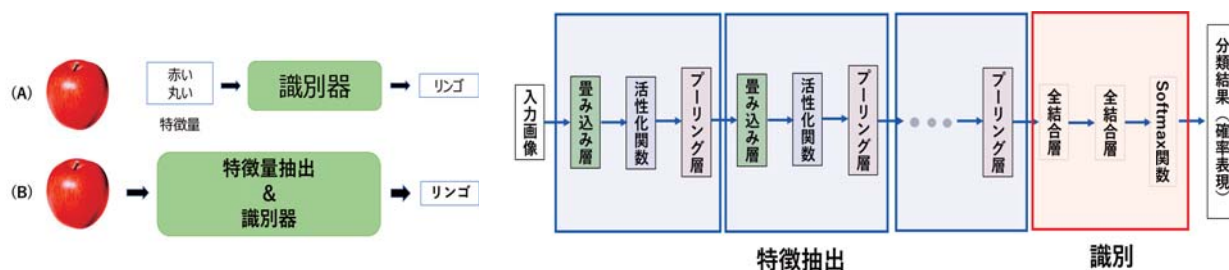 (A)
赤い
丸い
特徴量
識別器
リンゴ
(B)
特徴量抽出
&
識別器
リンゴ
入力画像
畳み込み層
活性化関数
プーリング層
畳み込み層
活性化関数
プーリング層
プーリング層
全結合層
全結合層
Softmax関数
分類結果（確率表現）
特徴抽出
識別